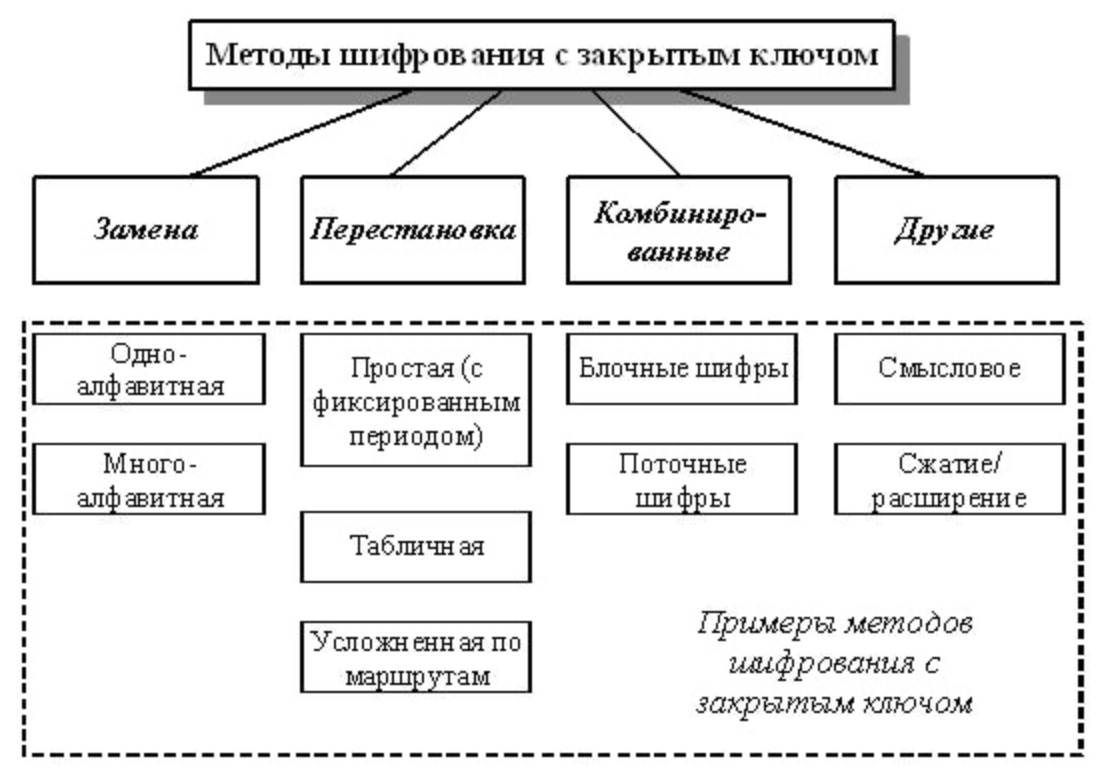 Методы шифрования с закрытым ключом
Замена
Перестановка
Комбиниро-
ванные
Другие
Одно-
алфавитная
Много-
алфавитная
Простая (с
фиксированным
периодом)
Табличная
Усложненная по
маршрутам
Блочные шифры
Поточные
шифры
Смысловое
Сжатие/
расширение
Примеры методов
шифрования с
закрытым ключом